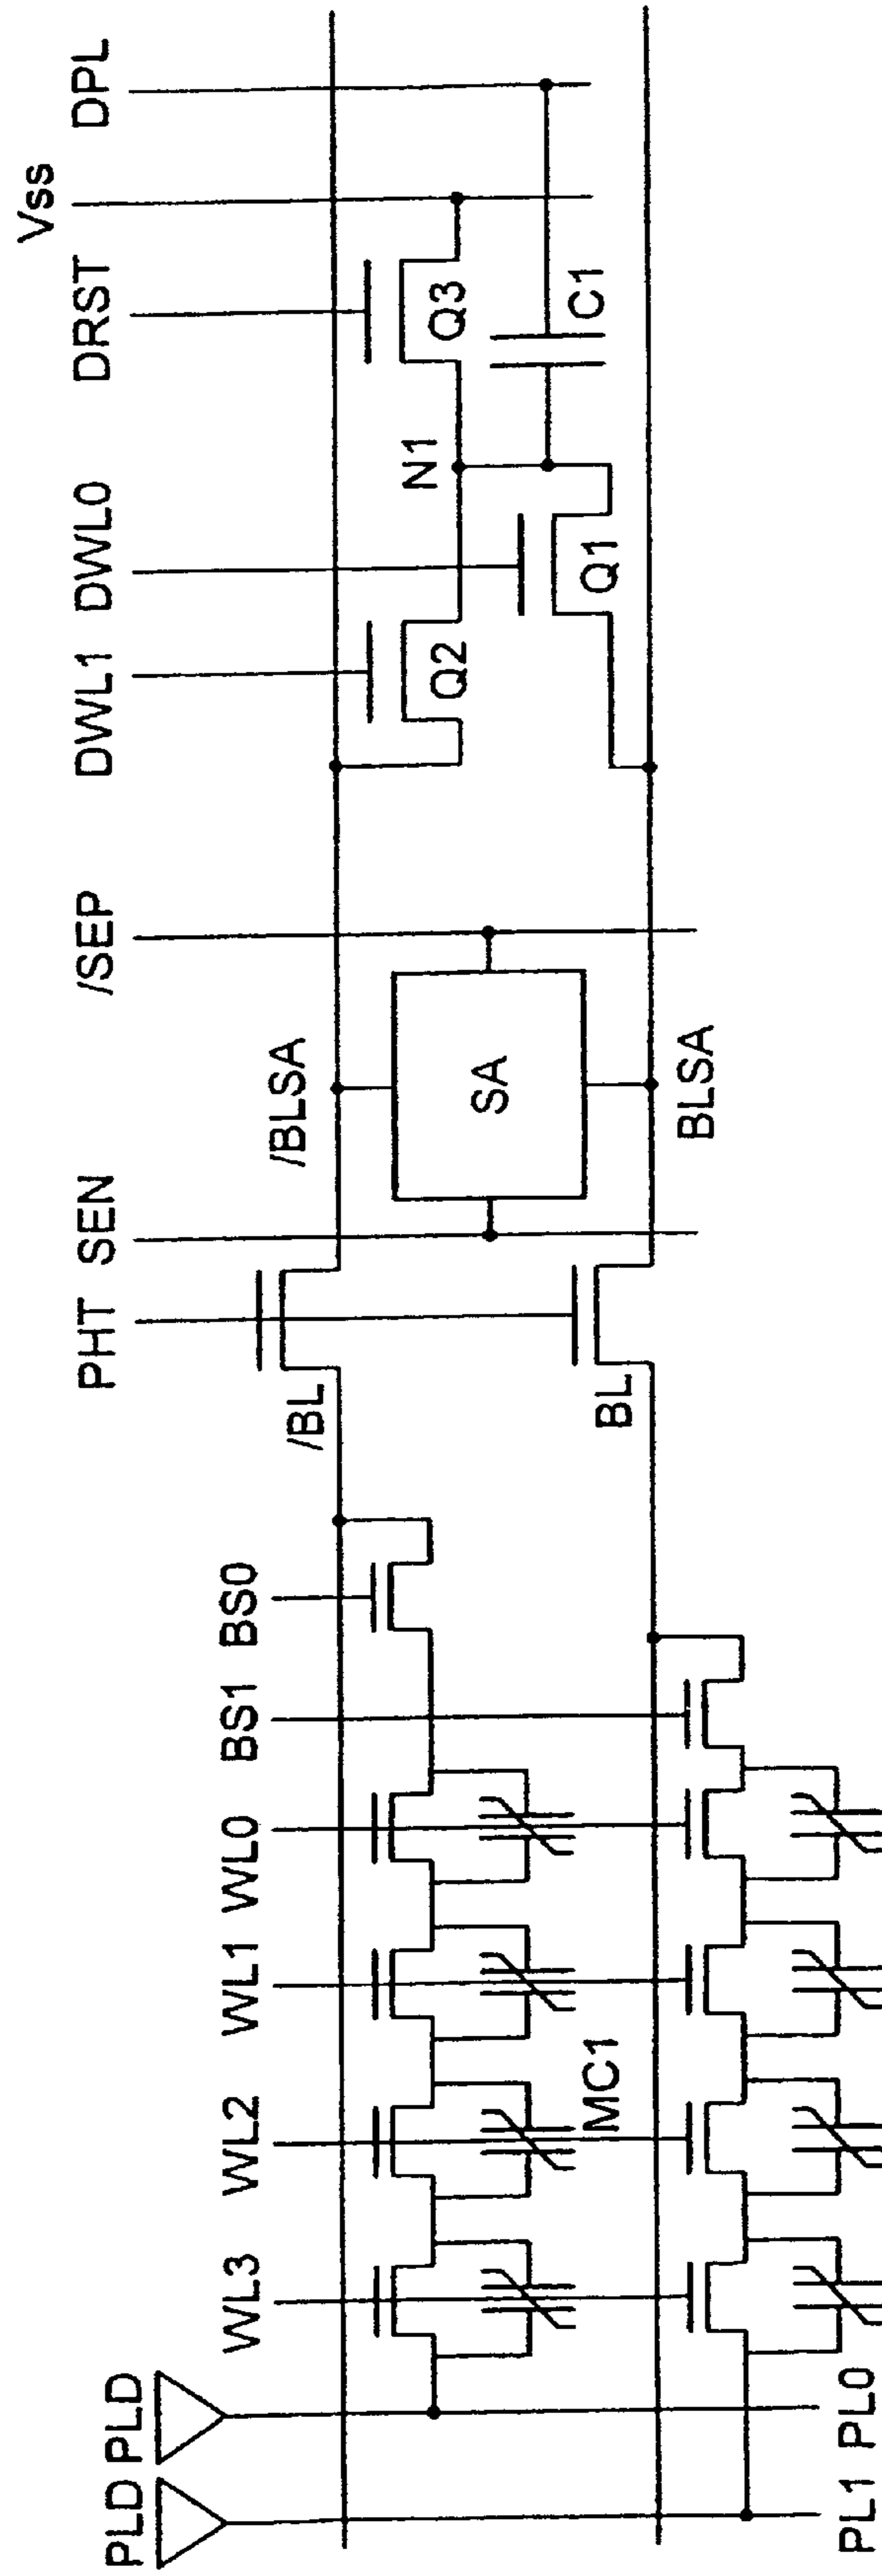 PLD
PLD
WL3
WL2
WL1
WL0
BS1
BS0
PHT
SEN
/SEP
DWL1
DWL0
DRST
Vss
DPL
/BL
/BLSA
SA
BL
BLSA
MC1
Q2
Q1
N1
Q3
C1
PL1
PL0